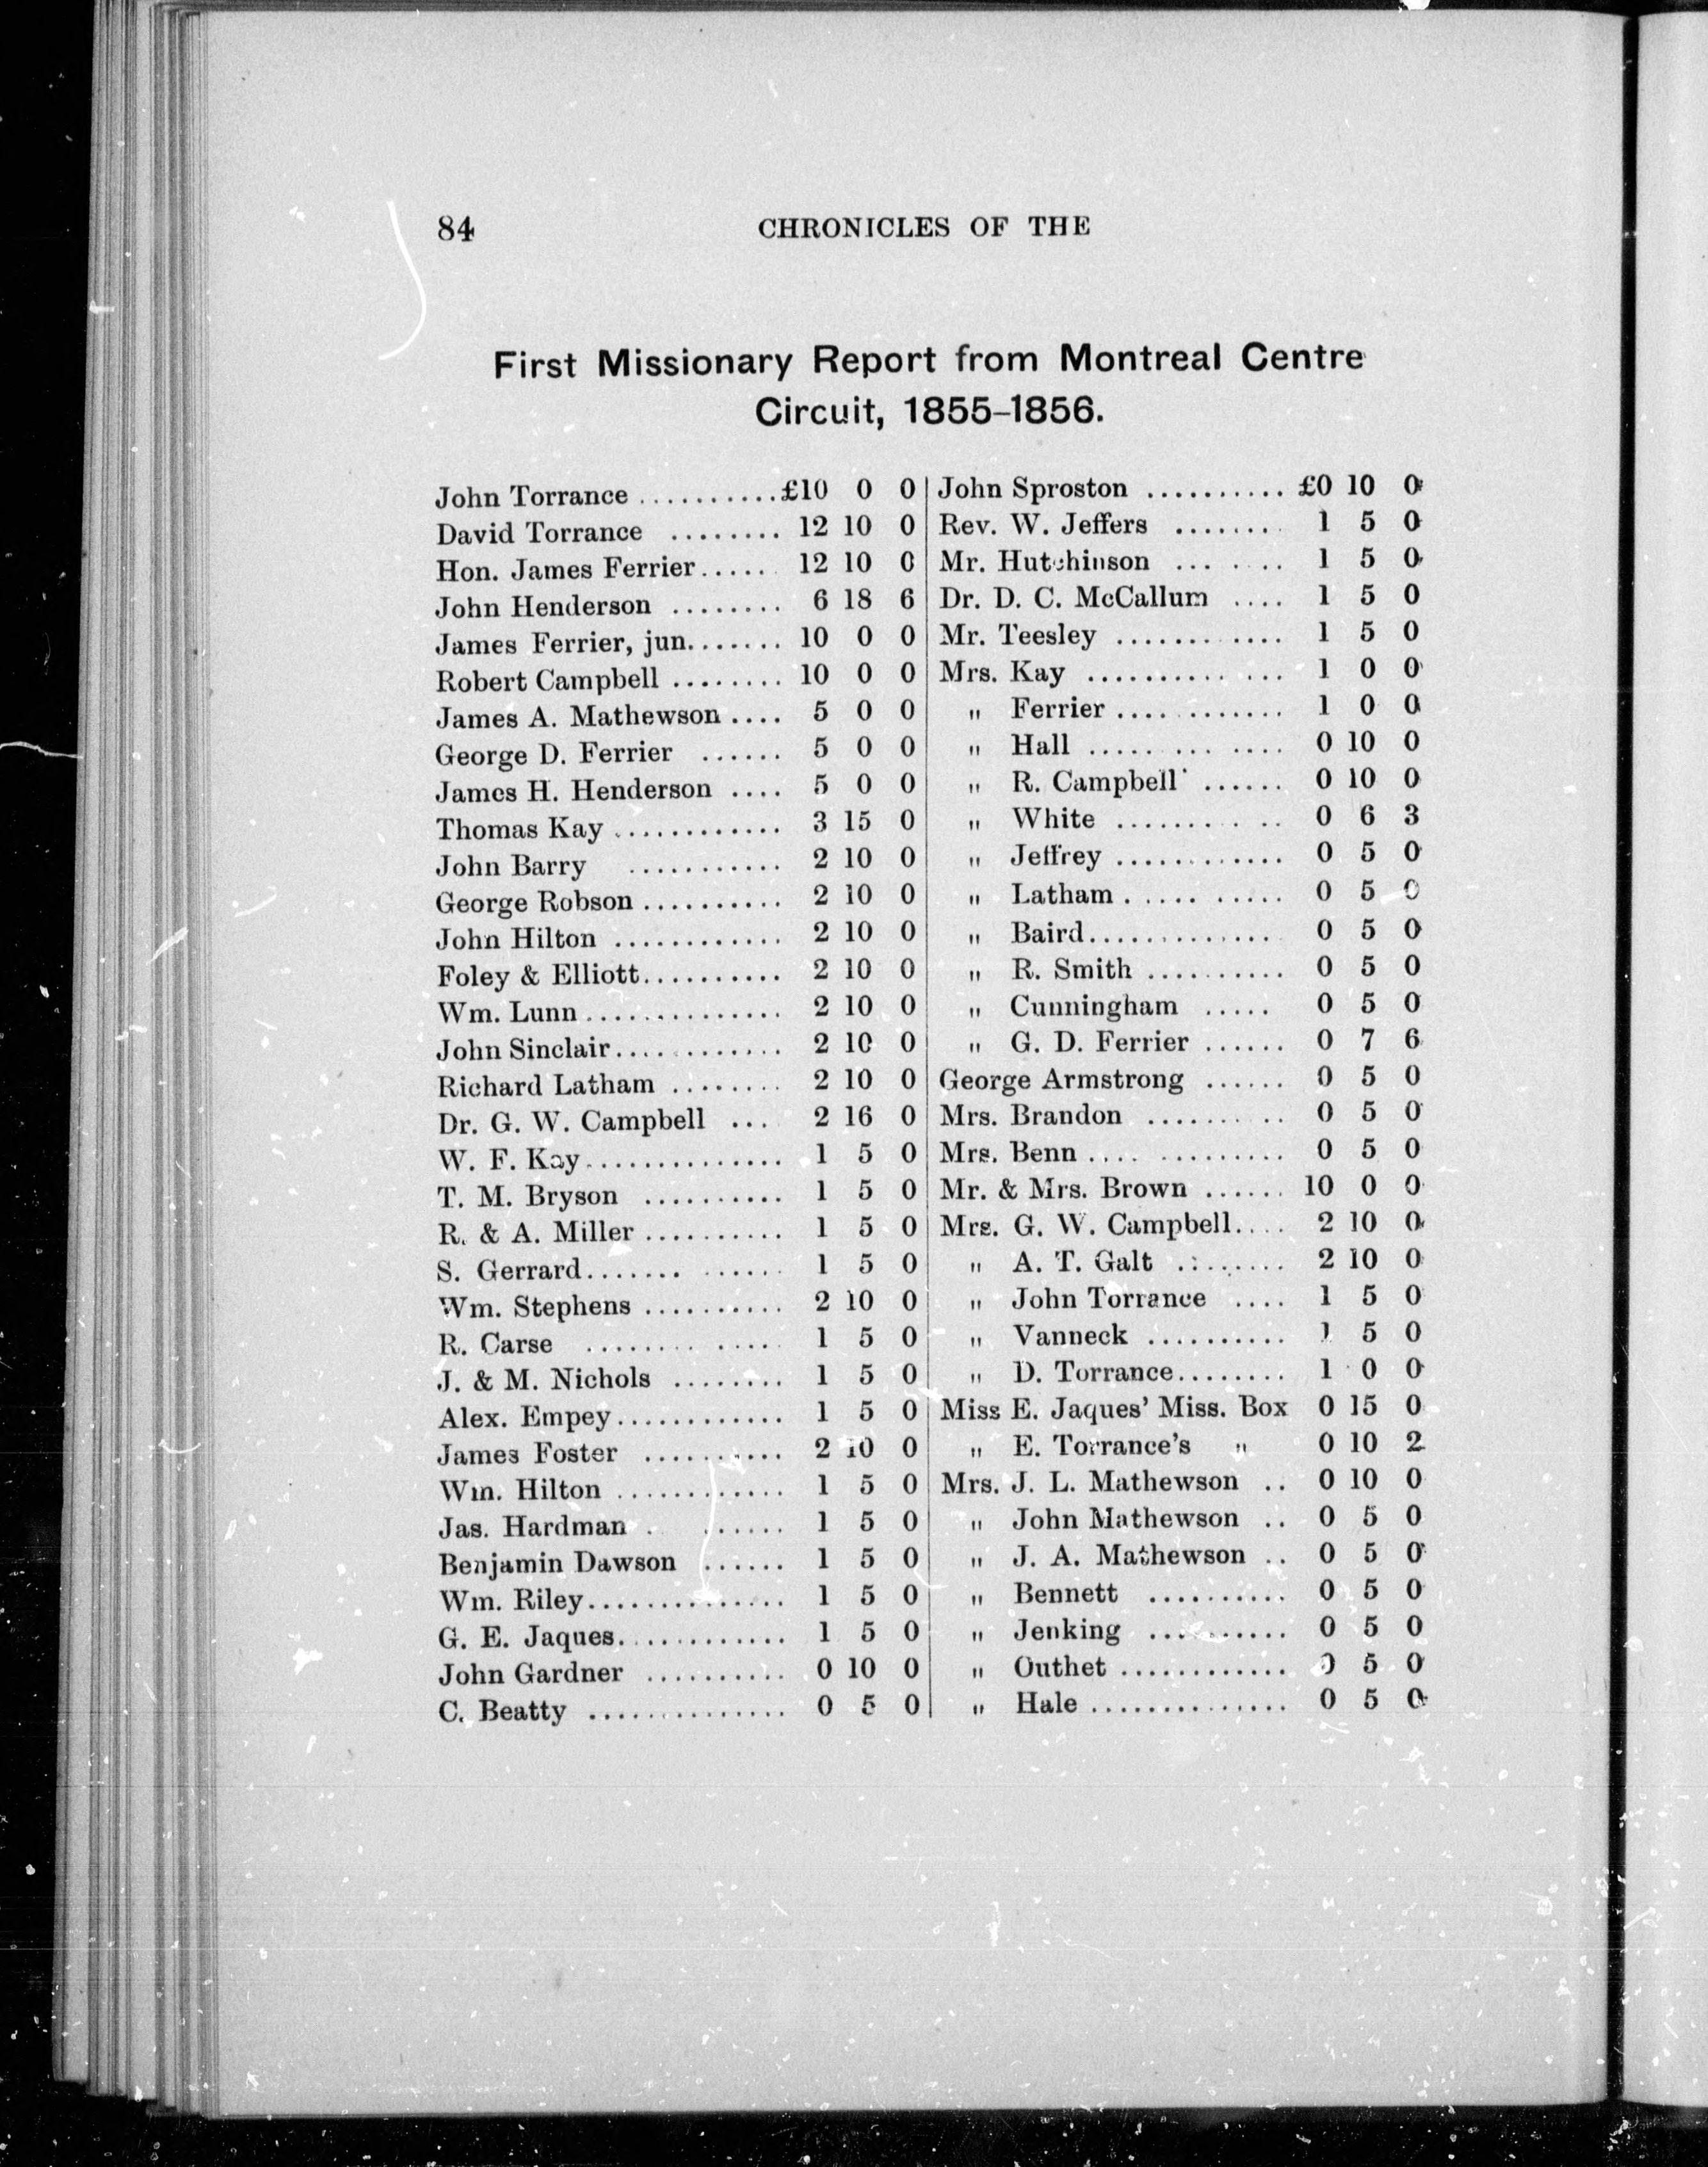 84 CHRONICLES OF THE
First Missionary Report from Montreal Centre
Circuit, 1855–1856.
John Torrance ........... £10 0 0
David Torrance ........ 12 10 0
Hon. James Ferrier...... 12 10 0
John Henderson ........ 6 18 6
James Ferrier, jun....... 10 0 0
Robert Campbell ........ 10 0 0
James A. Mathewson .... 5 0 0
George D. Ferrier ...... 5 0 0
James H. Henderson .... 5 0 0
Thomas Kay ............ 3 15 0
John Barry ........... 2 10 0
George Robson .......... 2 10 0
John Hilton ............ 2 10 0
Foley & Elliott.......... 2 10 0
Wm. Lunn .............. 2 10 0
John Sinclair............ 2 10 0
Richard Latham ........ 2 10 0
Dr. G. W. Campbell ... 2 16 0
W. F. Kay.............. 1 5 0
T. M. Bryson .......... 1 5 0
R. & A. Miller .......... 1 5 0
S. Gerrard............. 1 5 0
Wm. Stephens .......... 2 10 0
R. Carse ............. 1 5 0
J. & M. Nichols ........ 1 5 0
Alex. Empey............ 1 5 0
James Foster .......... 2 10 0
Wm. Hilton ............ 1 5 0
Jas. Hardman . ...... 1 5 0
Benjamin Dawson ...... 1 5 0
Wm. Riley.............. 1 5 0
G. E. Jaques............ 1 5 0
John Gardner .......... 0 10 0
C. Beatty .............. 0 5 0
John Sproston .......... £0 10 0
Rev. W. Jeffers ........ 1 5 0
Mr. Hutchinson ....... 1 5 0
Dr. D. C. McCallum .... 1 5 0
Mr. Teesley ............ 1 5 0
Mrs. Kay ............. 1 0 0
" Ferrier ............ 1 0 0
" Hall ............ 0 10 0
" R. Campbell ...... 0 10 0
" White ........... 0 6 3
" Jeffrey ............ 0 5 0
" Latham .......... 0 5 0
" Baird.............. 0 5 0
" R. Smith .......... 0 5 0
" Cunningham ..... 0 5 0
" G. D. Ferrier ...... 0 7 6
George Armstrong ...... 0 5 0
Mrs. Brandon .......... 0 5 0
Mrs. Benn .............. 0 5 0
Mr. & Mrs. Brown ...... 10 0 0
Mrs. G. W. Campbell.... 2 10 0
" A. T. Galt ........ 2 10 0
" John Torrance .... 1 5 0
" Vanneck .......... 1 5 0
" D. Torrance........ 1 0 0
Miss E. Jaques' Miss. Box 0 15 0
" E. Torrance's " 0 10 2
Mrs. J. L. Mathewson .. 0 10 0
" John Mathewson .. 0 5 0
" J. A. Mathewson .. 0 5 0
" Bennett .......... 0 5 0
" Jenking .......... 0 5 0
" Outhet ............ 0 5 0
" Hale .............. 0 5 0